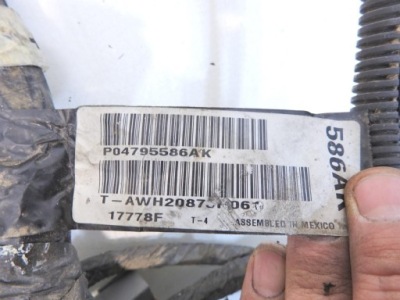 P04795586AK
586AK
17778F T-4 ASSEMBLED IN MEXICO